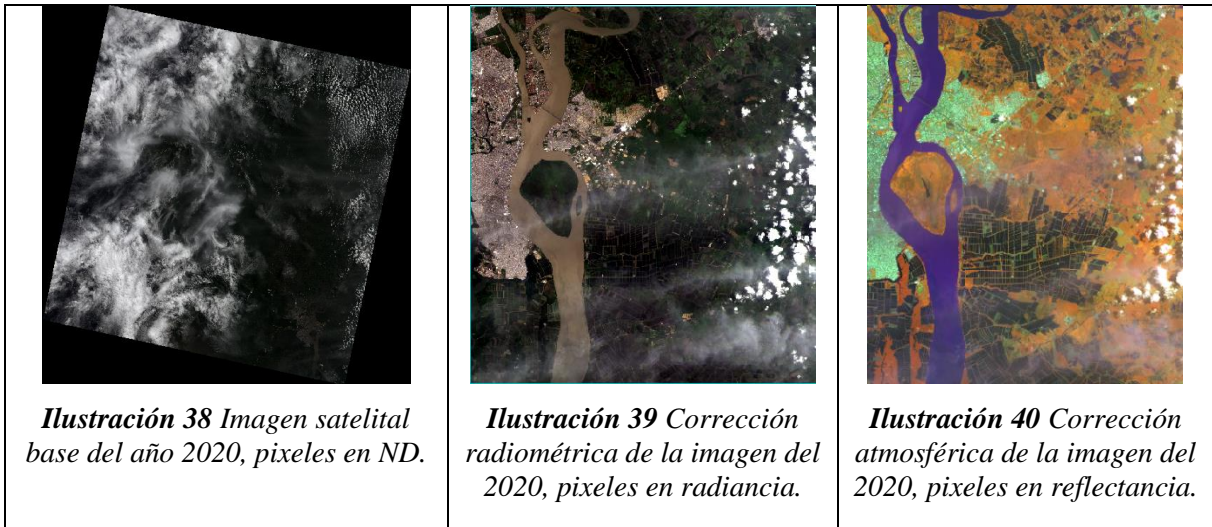 Ilustración 38 Imagen satelital
base del año 2020, pixeles en ND.
Ilustración 39 Corrección
radiométrica de la imagen del
2020, pixeles en radiancia.
Ilustración 40 Corrección
atmosférica de la imagen del
2020, pixeles en reflectancia.